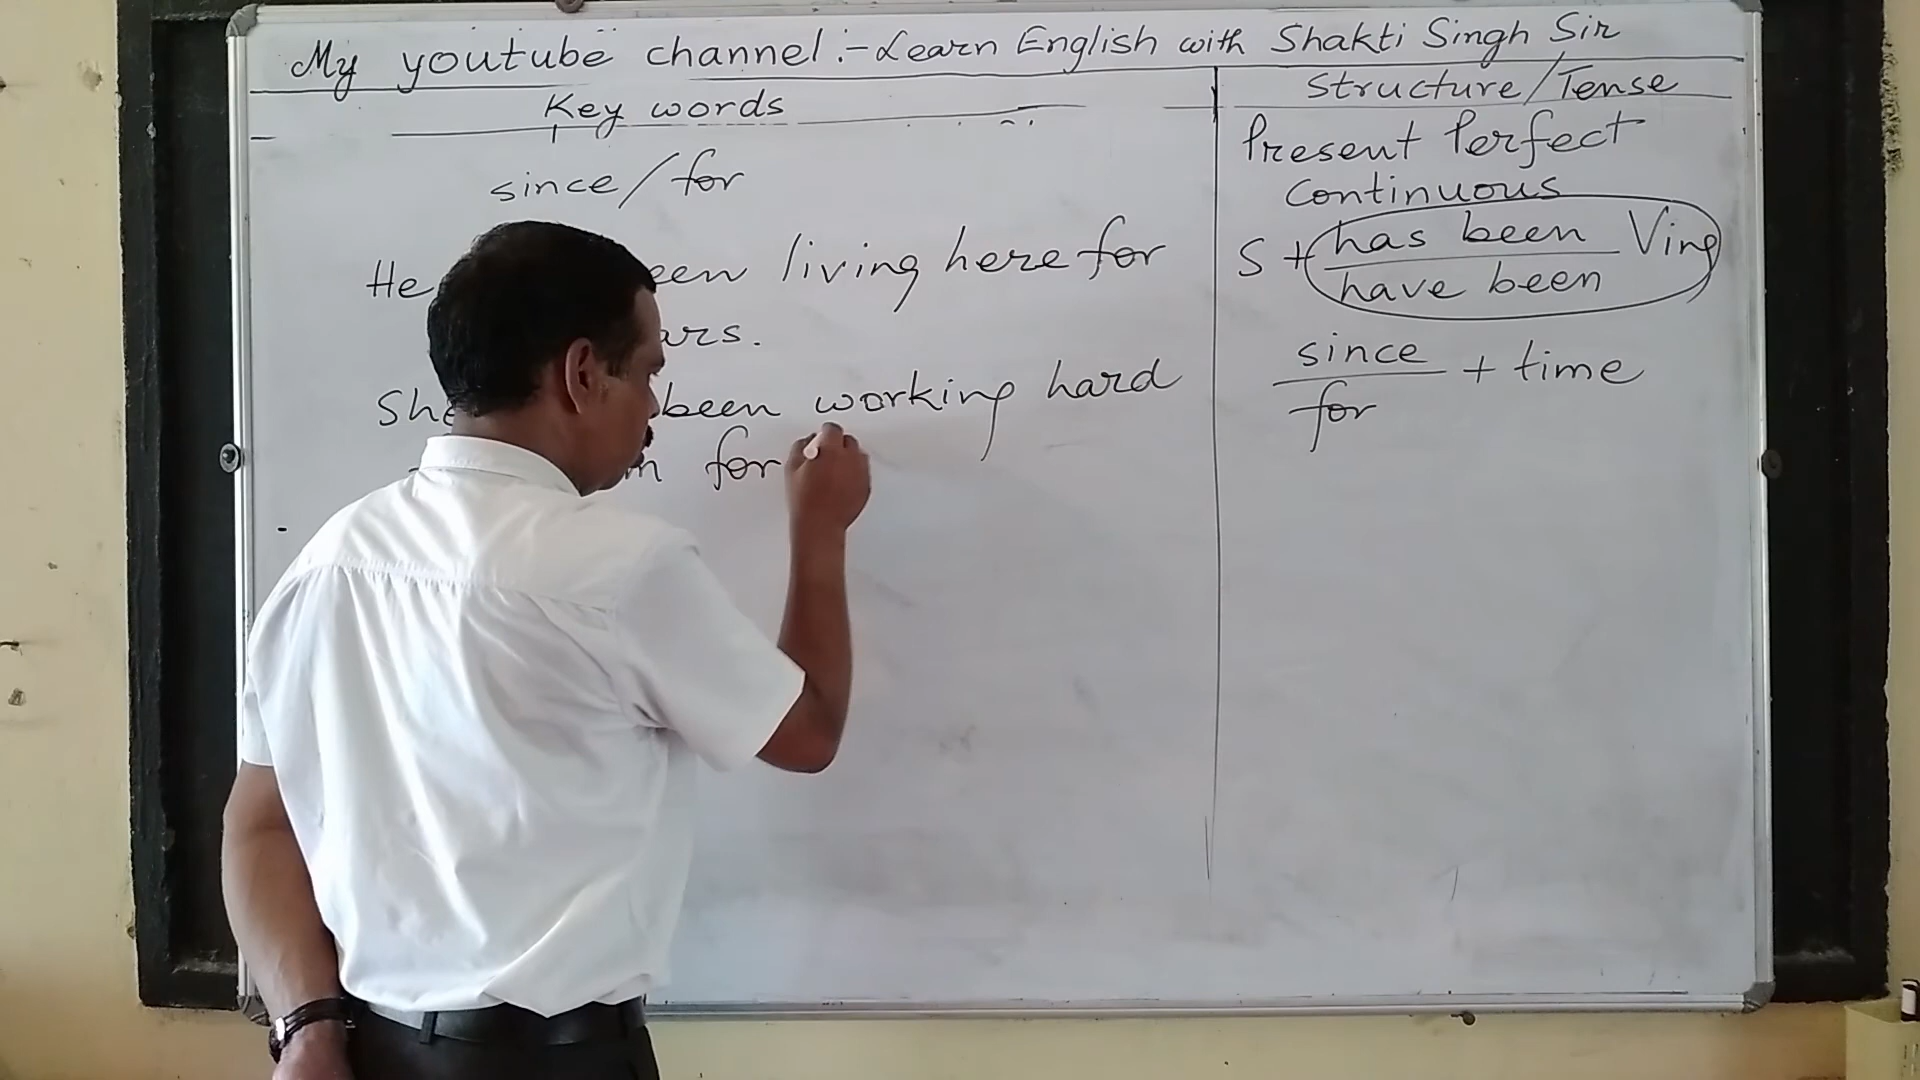 My youtube channel :- Learn English with Shakti Singh Sir
Key words
since / for
He een living here for
ars.
She been working hard
for
Structure / Tense
Present Perfect
Continuous
S + has been Ving
have been
since + time
for